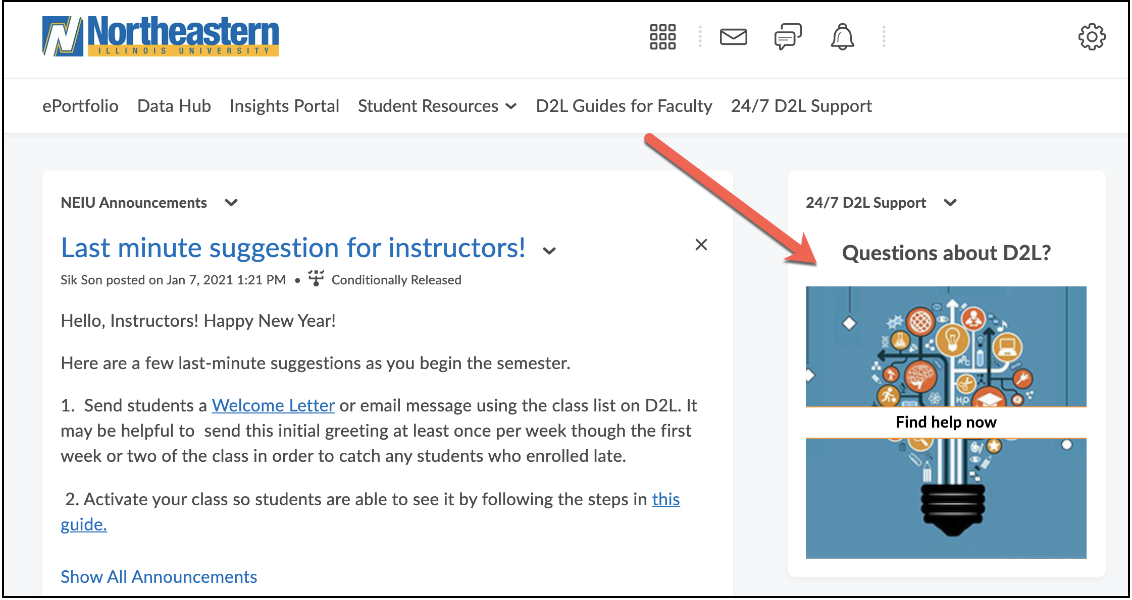 Northeastern
ILLINOIS UNIVERSITY
ePortfolio Data Hub Insights Portal Student Resources D2L Guides for Faculty 24/7 D2L Support
NEIU Announcements
Last minute suggestion for instructors!
Sik Son posted on Jan 7, 2021 1:21 PM • Conditionally Released
Hello, Instructors! Happy New Year!
Here are a few last-minute suggestions as you begin the semester.
1. Send students a Welcome Letter or email message using the class list on D2L. It
may be helpful to send this initial greeting at least once per week though the first
week or two of the class in order to catch any students who enrolled late.
2. Activate your class so students are able to see it by following the steps in this
guide.
Show All Announcements
24/7 D2L Support
Questions about D2L?
H₂O
Find help now